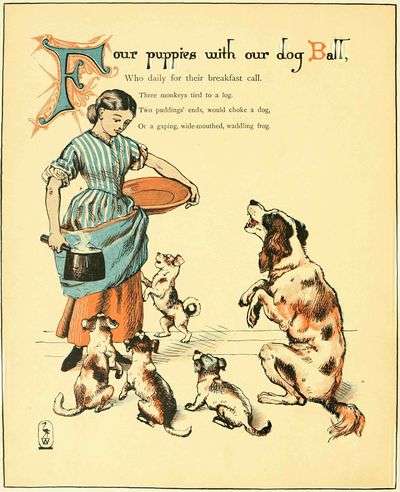 Four puppies with our dog Ball,
Who daily for their breakfast call.
Three monkeys tied to a log.
Two puddings' ends, would choke a dog,
Or a gaping, wide-mouthed, waddling frog.
W